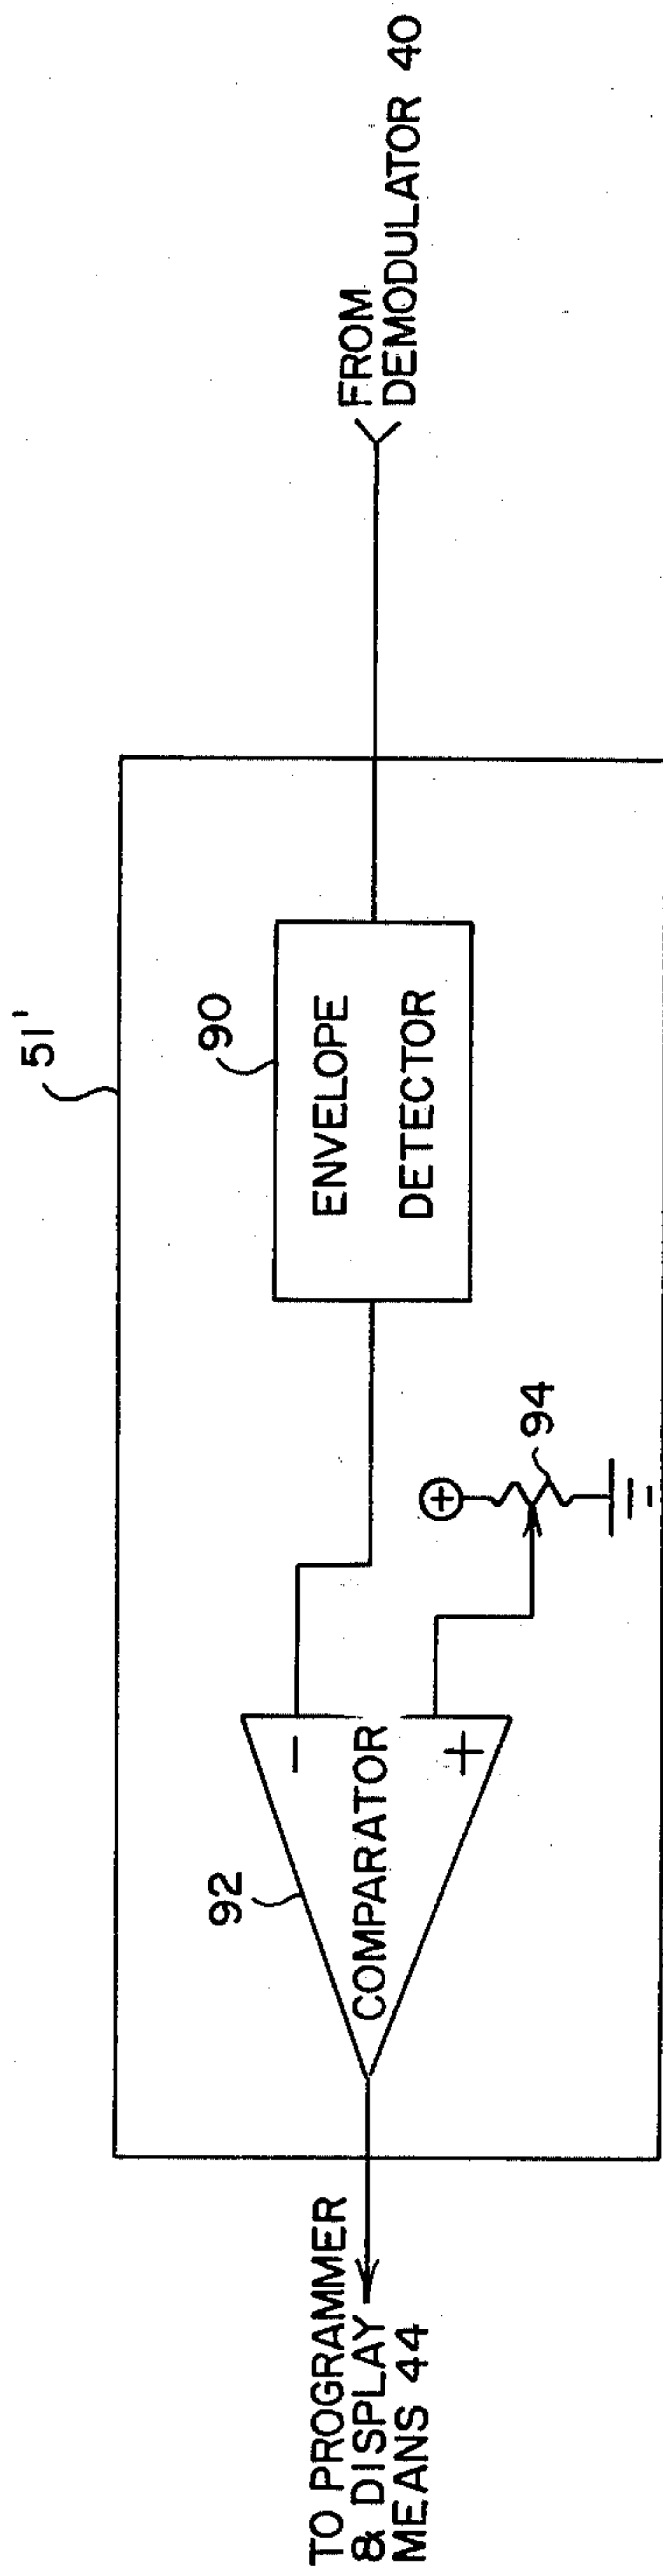 51'
TO PROGRAMMER
& DISPLAY
MEANS 44
92
COMPARATOR
−
+
94
+
90
ENVELOPE
DETECTOR
FROM
DEMODULATOR 40